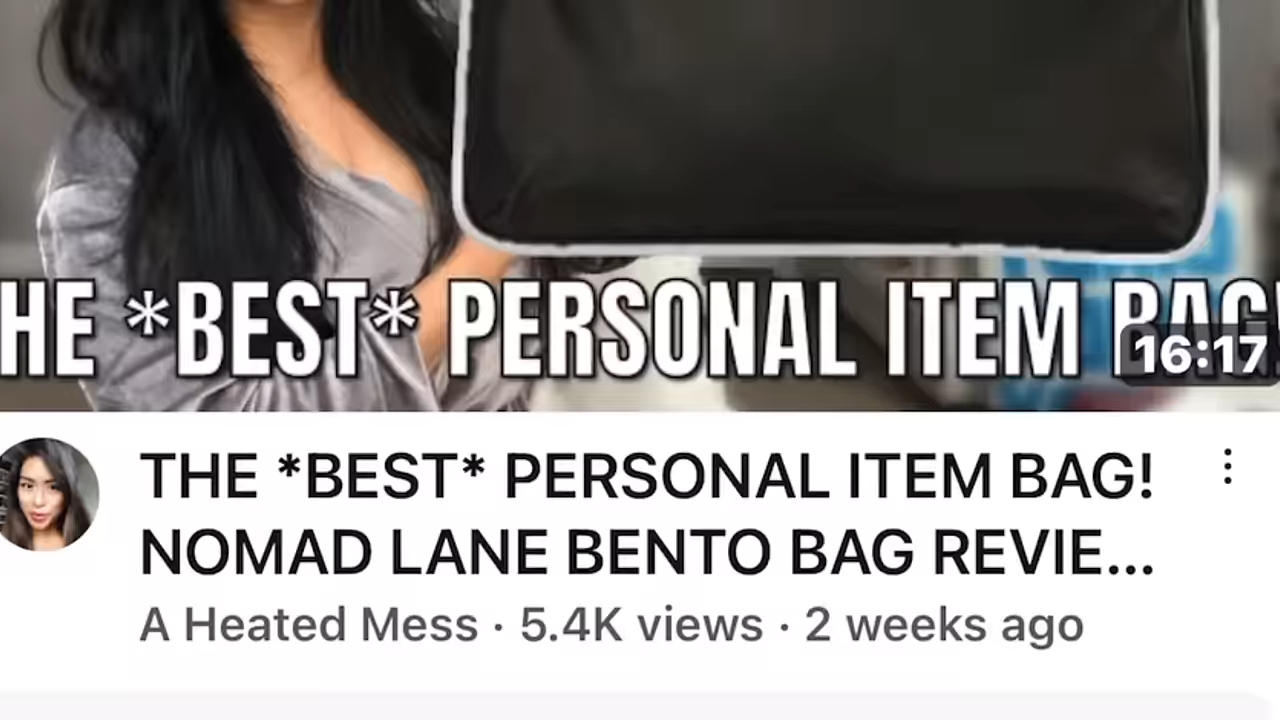 HE *BEST* PERSONAL ITEM BAG!
16:17
THE *BEST* PERSONAL ITEM BAG!
NOMAD LANE BENTO BAG REVIE...
A Heated Mess · 5.4K views · 2 weeks ago